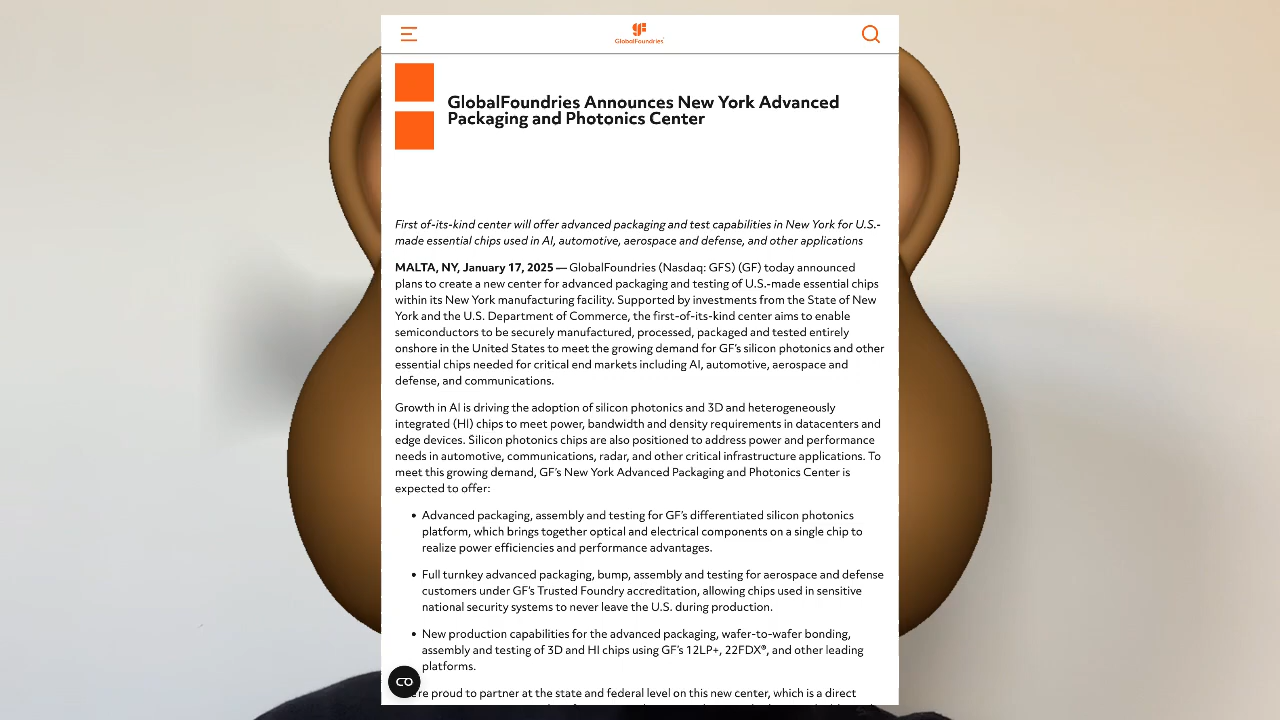 GlobalFoundries
GlobalFoundries Announces New York Advanced
Packaging and Photonics Center
First of-its-kind center will offer advanced packaging and test capabilities in New York for U.S.-
made essential chips used in AI, automotive, aerospace and defense, and other applications
MALTA, NY, January 17, 2025 — GlobalFoundries (Nasdaq: GFS) (GF) today announced
plans to create a new center for advanced packaging and testing of U.S.-made essential chips
within its New York manufacturing facility. Supported by investments from the State of New
York and the U.S. Department of Commerce, the first-of-its-kind center aims to enable
semiconductors to be securely manufactured, processed, packaged and tested entirely
onshore in the United States to meet the growing demand for GF's silicon photonics and other
essential chips needed for critical end markets including AI, automotive, aerospace and
defense, and communications.
Growth in AI is driving the adoption of silicon photonics and 3D and heterogeneously
integrated (HI) chips to meet power, bandwidth and density requirements in datacenters and
edge devices. Silicon photonics chips are also positioned to address power and performance
needs in automotive, communications, radar, and other critical infrastructure applications. To
meet this growing demand, GF's New York Advanced Packaging and Photonics Center is
expected to offer:
• Advanced packaging, assembly and testing for GF's differentiated silicon photonics
platform, which brings together optical and electrical components on a single chip to
realize power efficiencies and performance advantages.
• Full turnkey advanced packaging, bump, assembly and testing for aerospace and defense
customers under GF's Trusted Foundry accreditation, allowing chips used in sensitive
national security systems to never leave the U.S. during production.
• New production capabilities for the advanced packaging, wafer-to-wafer bonding,
assembly and testing of 3D and HI chips using GF's 12LP+, 22FDX®, and other leading
platforms.
proud to partner at the state and federal level on this new center, which is a direct